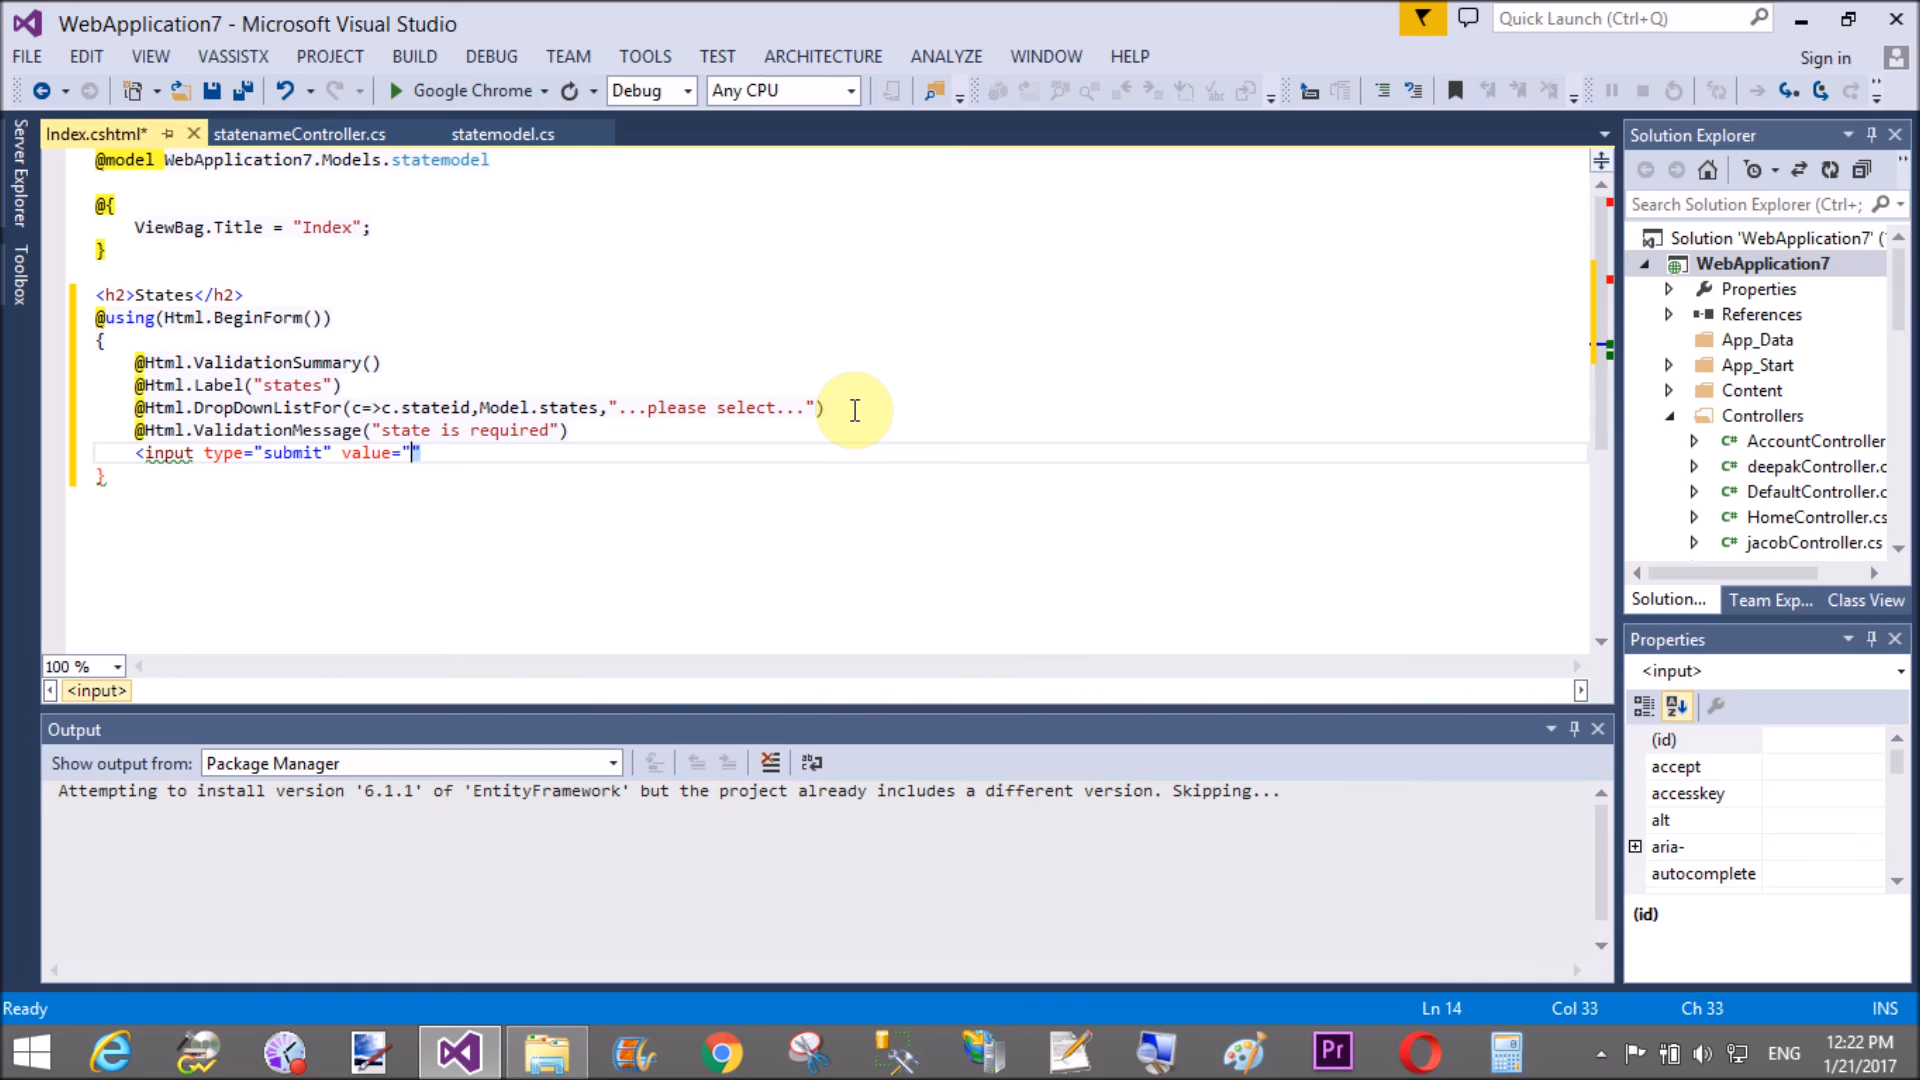 WebApplication7 - Microsoft Visual Studio
Quick Launch (Ctrl+Q)
FILE EDIT VIEW VASSISTX PROJECT BUILD DEBUG TEAM TOOLS TEST ARCHITECTURE ANALYZE WINDOW HELP
Sign in
Google Chrome Debug Any CPU
Server Explorer
Toolbox
Index.cshtml* statenameController.cs statemodel.cs
@model WebApplication7.Models.statemodel
@{
ViewBag.Title = "Index";
}
<h2>States</h2>
@using(Html.BeginForm())
{
@Html.ValidationSummary()
@Html.Label("states")
@Html.DropDownListFor(c=>c.stateid,Model.states,"...please select...")
@Html.ValidationMessage("state is required")
<input type="submit" value=""
}
100 %
<input>
Output
Show output from: Package Manager
Attempting to install version '6.1.1' of 'EntityFramework' but the project already includes a different version. Skipping...
Solution Explorer
Search Solution Explorer (Ctrl+;
Solution 'WebApplication7' (
WebApplication7
Properties
References
App_Data
App_Start
Content
Controllers
AccountController
deepakController.c
DefaultController.c
HomeController.cs
jacobController.cs
Solution... Team Exp... Class View
Properties
<input>
(id)
accept
accesskey
alt
aria-
autocomplete
(id)
Ready
Ln 14 Col 33 Ch 33 INS
Pr
ENG
12:22 PM
1/21/2017